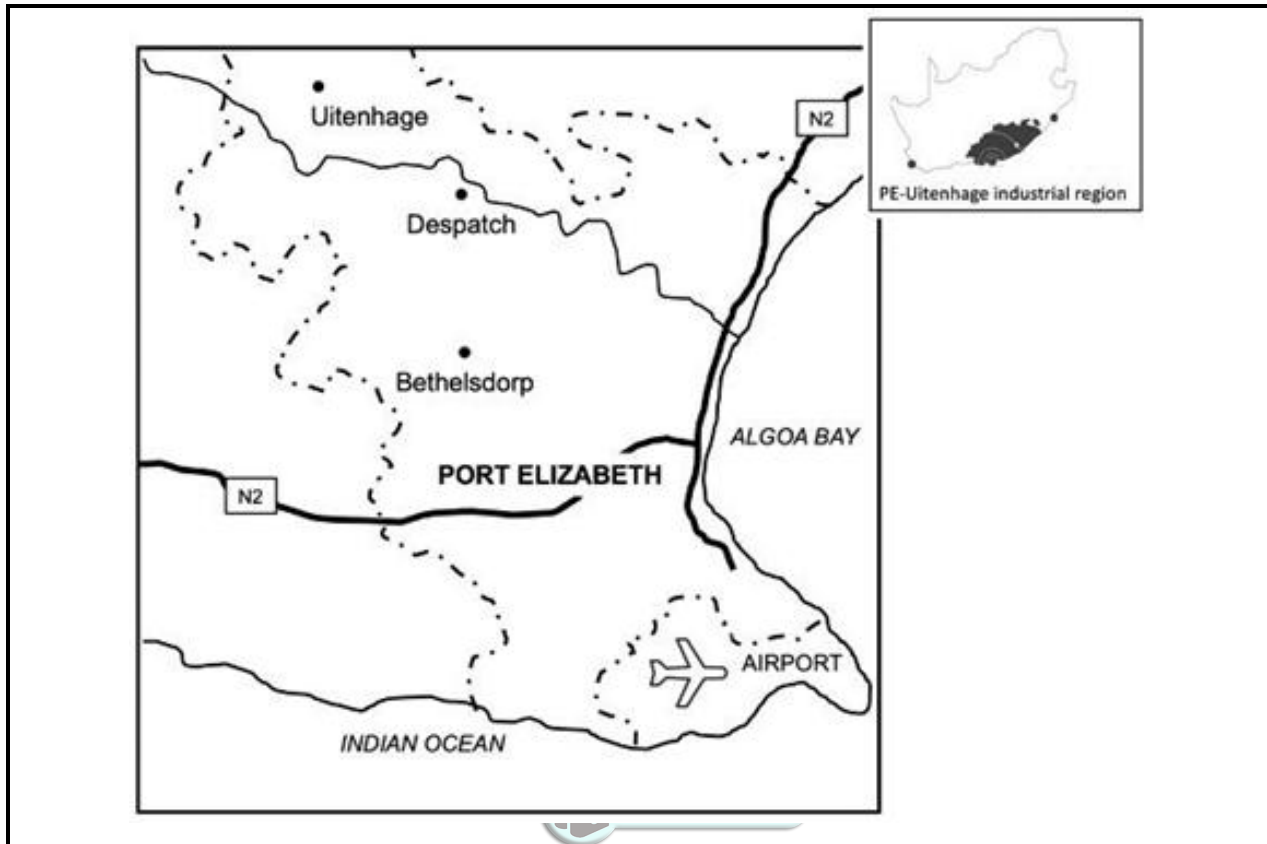 Uitenhage
N2
PE-Uitenhage industrial region
Despatch
Bethelsdorp
ALGOA BAY
PORT ELIZABETH
N2
AIRPORT
INDIAN OCEAN